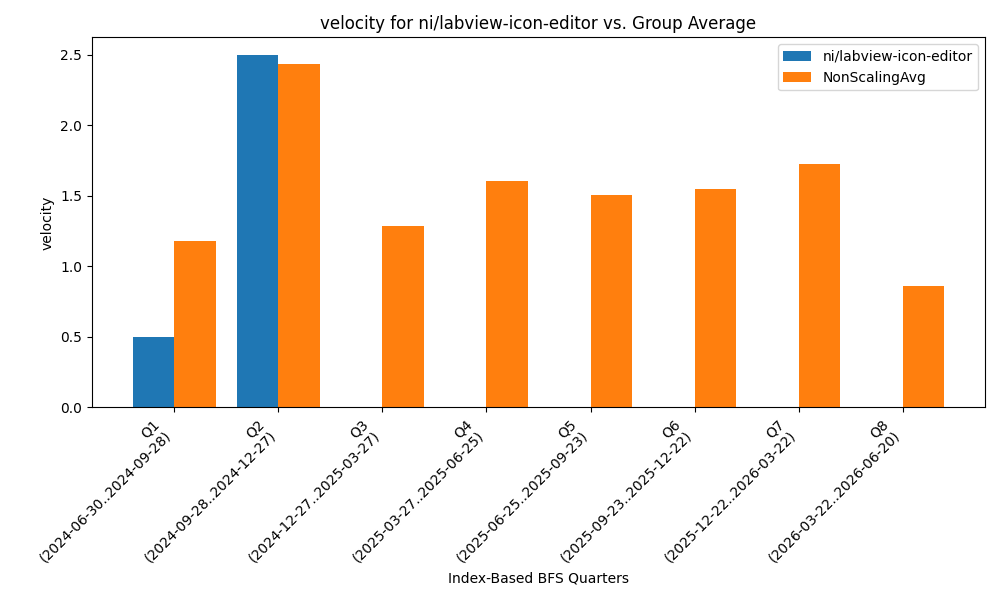 velocity for ni/labview-icon-editor vs. Group Average
ni/labview-icon-editor
NonScalingAvg
velocity
2.5
2.0
1.5
1.0
0.5
0.0
Q1
(2024-06-30..2024-09-28)
Q2
(2024-09-28..2024-12-27)
Q3
(2024-12-27..2025-03-27)
Q4
(2025-03-27..2025-06-25)
Q5
(2025-06-25..2025-09-23)
Q6
(2025-09-23..2025-12-22)
Q7
(2025-12-22..2026-03-22)
Q8
(2026-03-22..2026-06-20)
Index-Based BFS Quarters